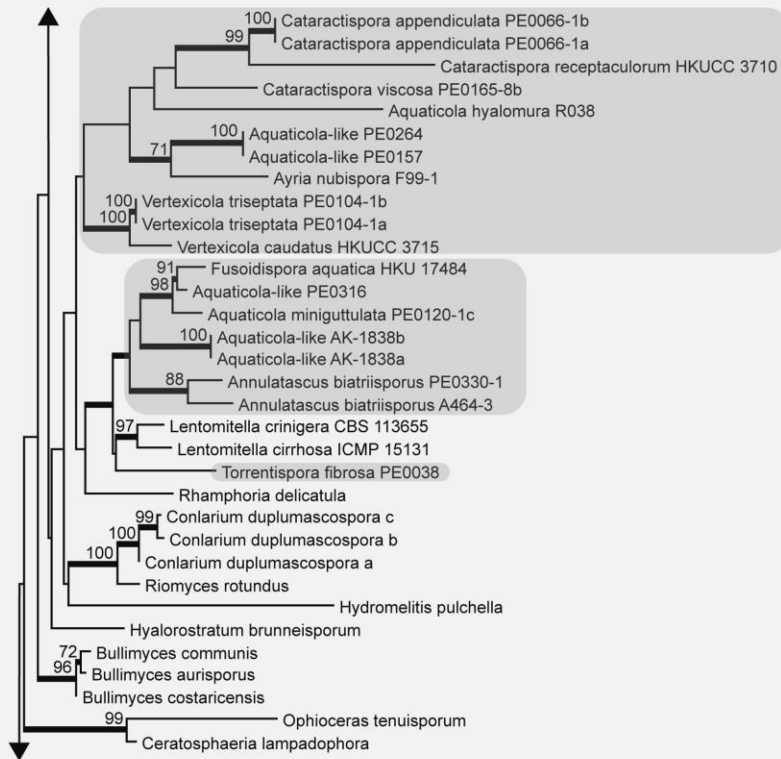 100 Cataractispora appendiculata PE0066-1b
99 Cataractispora appendiculata PE0066-1a
Cataractispora receptaculorum HKUCC 3710
Cataractispora viscosa PE0165-8b
Aquaticola hyalomura R038
100 Aquaticola-like PE0264
71 Aquaticola-like PE0157
Ayria nubispora F99-1
100 Vertexicola triseptata PE0104-1b
100 Vertexicola triseptata PE0104-1a
Vertexicola caudatus HKUCC 3715
91 Fusoidispora aquatica HKU 17484
98 Aquaticola-like PE0316
Aquaticola miniguttulata PE0120-1c
100 Aquaticola-like AK-1838b
Aquaticola-like AK-1838a
88 Annulatascus biatriisporus PE0330-1
Annulatascus biatriisporus A464-3
97 Lentomitella crinigera CBS 113655
Lentomitella cirrhosa ICMP 15131
Torrentispora fibrosa PE0038
Rhamphoria delicatula
99 Conlarium duplumascospora c
100 Conlarium duplumascospora b
100 Conlarium duplumascospora a
Riomyces rotundus
Hydromelitis pulchella
Hyalorostratum brunneisporum
72 Bullimyces communis
96 Bullimyces aurisporus
Bullimyces costaricensis
99 Ophioceras tenuisporum
Ceratosphaeria lampadophora